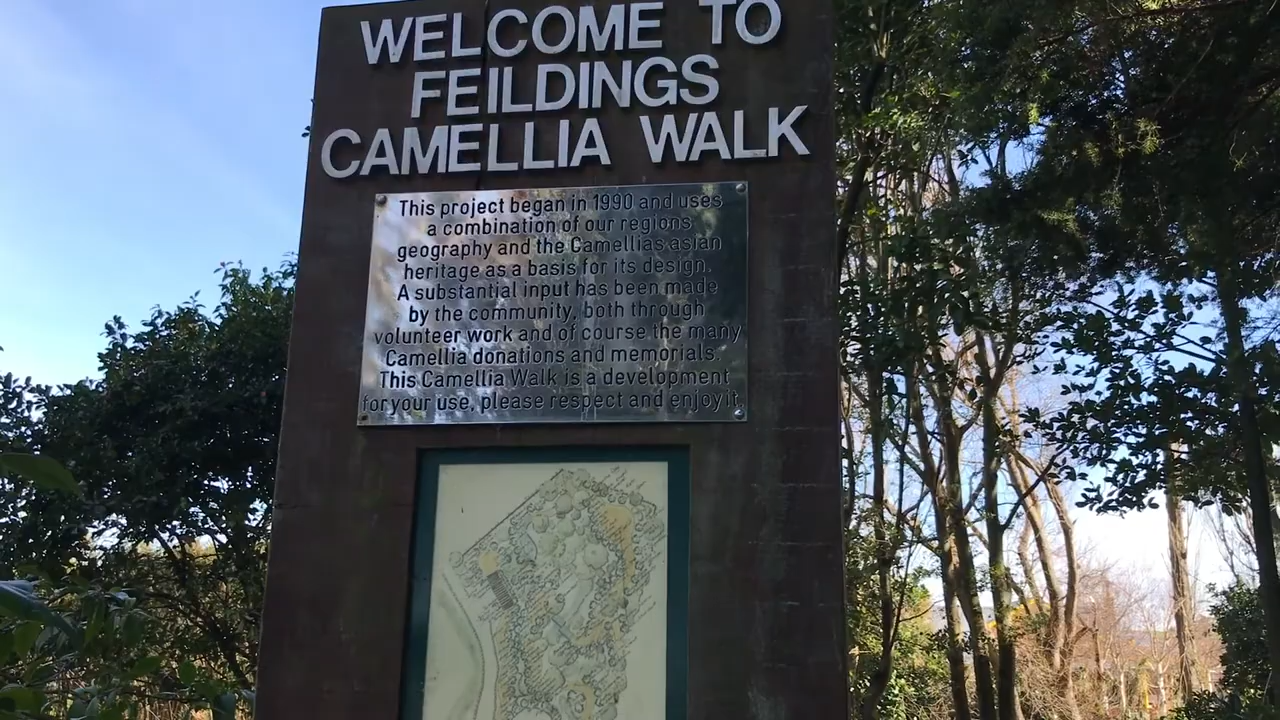 WELCOME TO
FEILDINGS
CAMELLIA WALK
This project began in 1990 and uses
a combination of our regions
geography and the Camellias asian
heritage as a basis for its design.
A substantial input has been made
by the community, both through
volunteer work and of course the many
Camellia donations and memorials.
This Camellia Walk is a development
for your use, please respect and enjoy it.